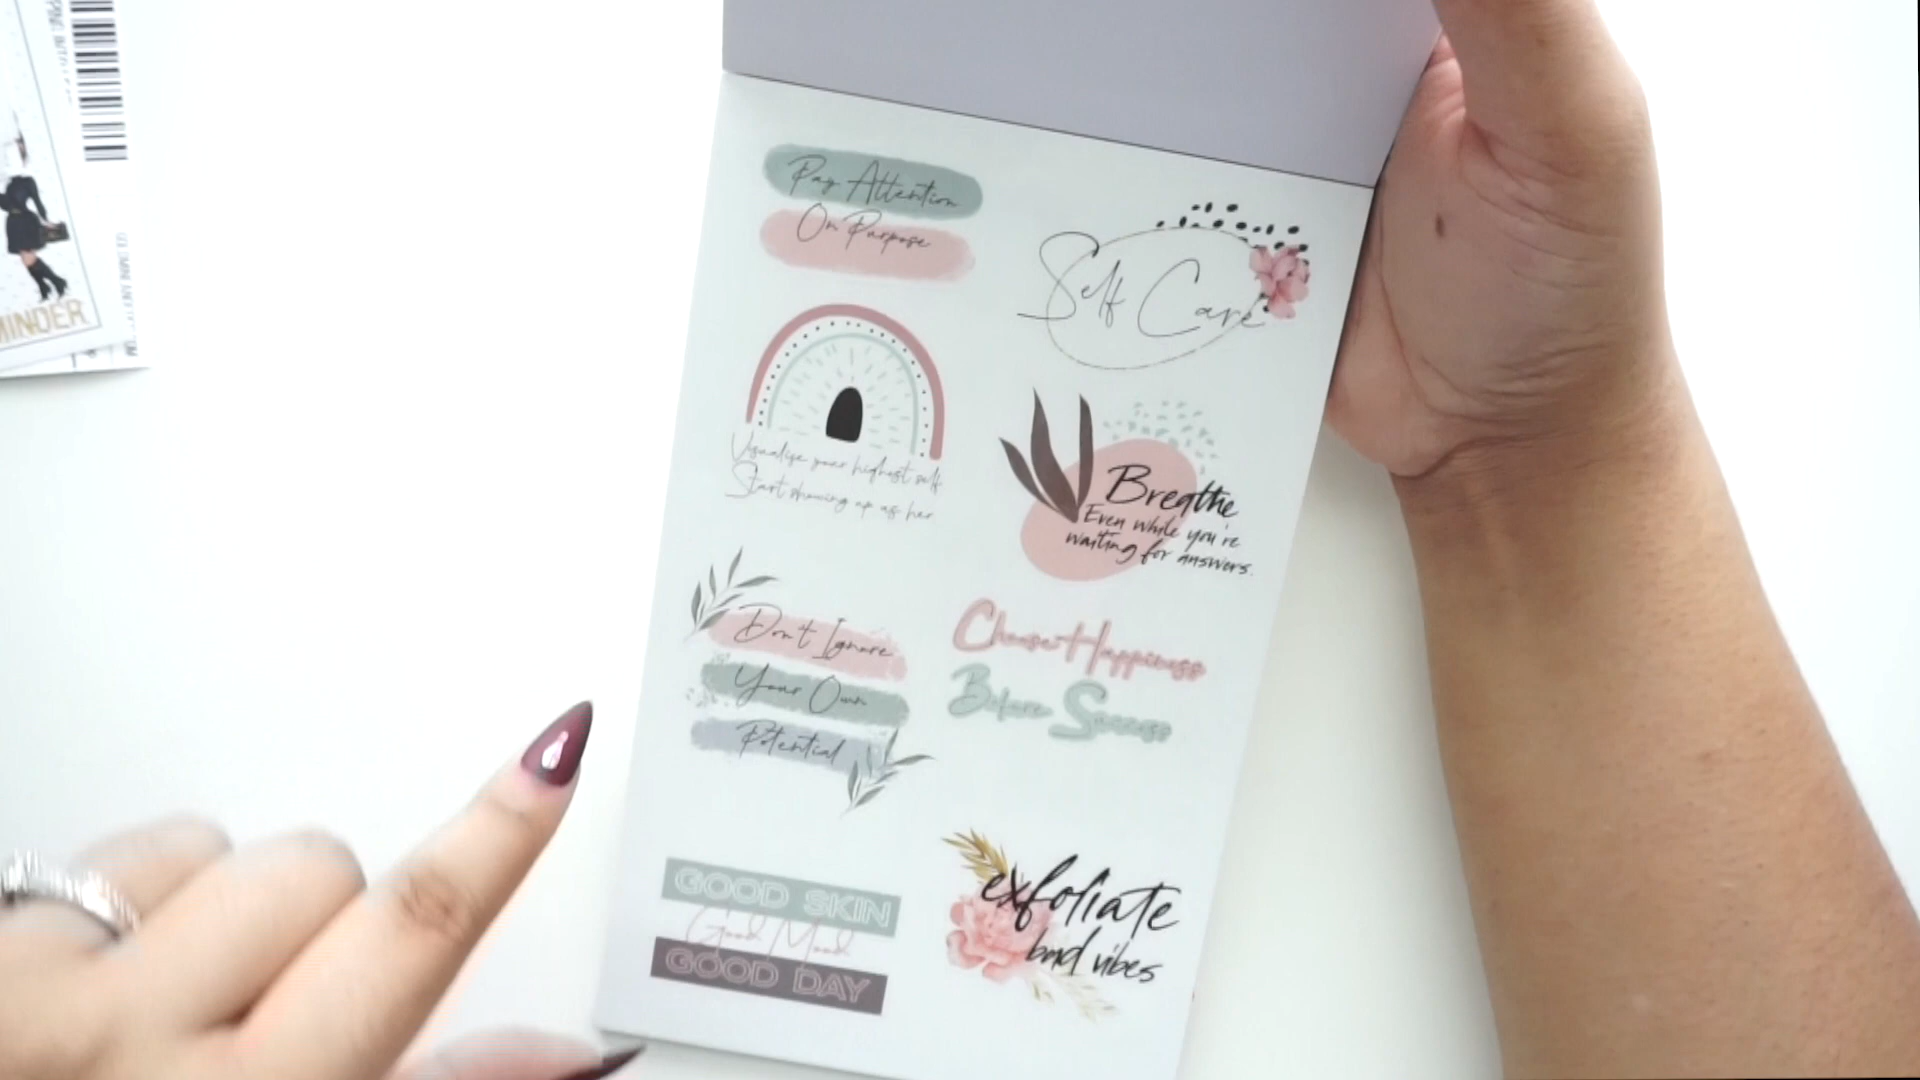 MINDER
Pay Attention
On Purpose
Self Care
Visualise your highest self
Start showing up as her
Breathe
Even while you're
waiting for answers.
Don't Ignore
Your Own
Potential
Choose Happiness
Before Success
GOOD SKIN
Good Mood
GOOD DAY
exfoliate
bad vibes